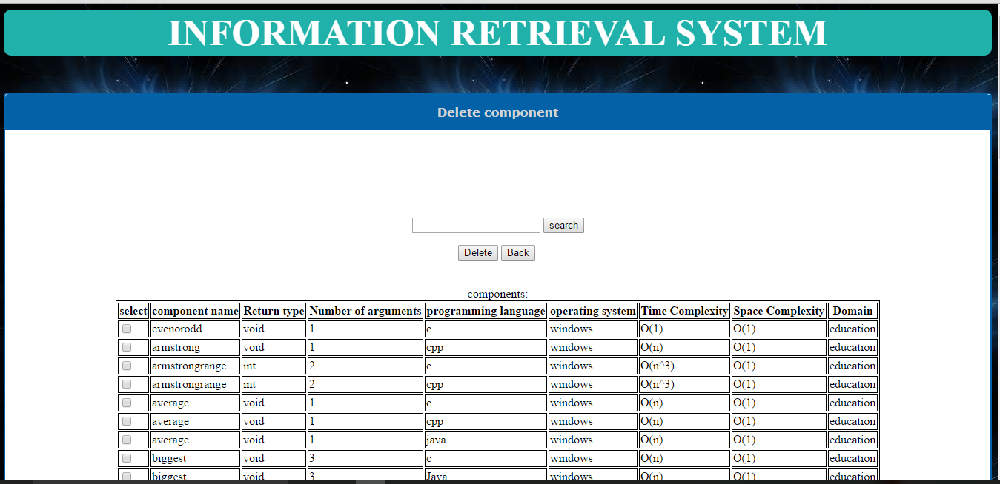 INFORMATION RETRIEVAL SYSTEM
Delete component
search
Delete Back
components:
select component name Return type Number of arguments programming language operating system Time Complexity Space Complexity Domain
evenorodd void 1 c windows O(1) O(1) education
armstrong void 1 cpp windows O(n) O(1) education
armstrongrange int 2 c windows O(n^3) O(1) education
armstrongrange int 2 cpp windows O(n^3) O(1) education
average void 1 c windows O(n) O(1) education
average void 1 cpp windows O(n) O(1) education
average void 1 java windows O(n) O(1) education
biggest void 3 c windows O(n) O(1) education
biggest void 3 Java windows O(n) O(1) education